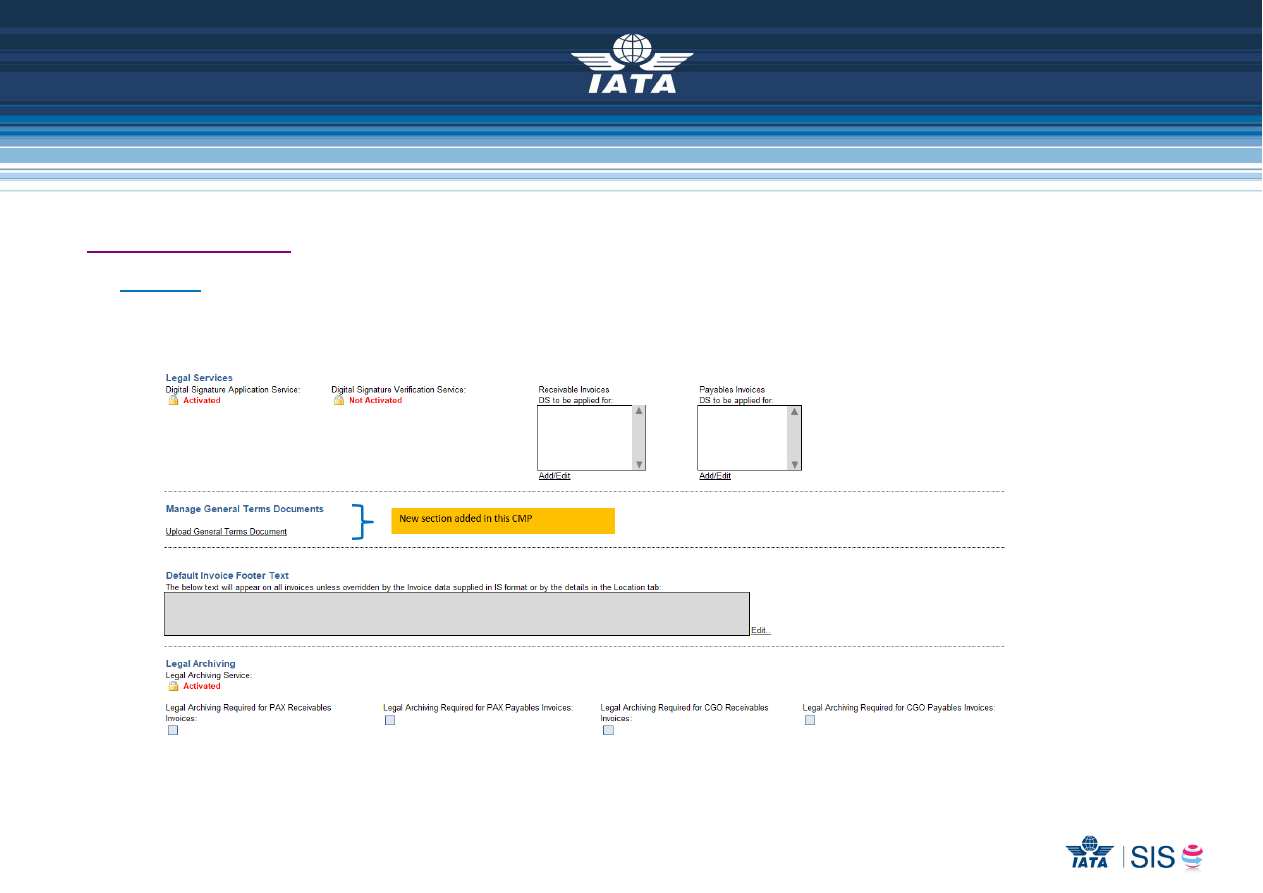 IATA
Legal Services
Digital Signature Application Service:
Activated
Digital Signature Verification Service:
Not Activated
Receivable Invoices
DS to be applied for:
Add/Edit
Payables Invoices
DS to be applied for:
Add/Edit
Manage General Terms Documents
Upload General Terms Document
New section added in this CMP
Default Invoice Footer Text
The below text will appear on all invoices unless overridden by the Invoice data supplied in IS format or by the details in the Location tab:
Edit..
Legal Archiving
Legal Archiving Service:
Activated
Legal Archiving Required for PAX Receivables
Invoices:
Legal Archiving Required for PAX Payables Invoices:
Legal Archiving Required for CGO Receivables
Invoices:
Legal Archiving Required for CGO Payables Invoices:
IATA | SIS